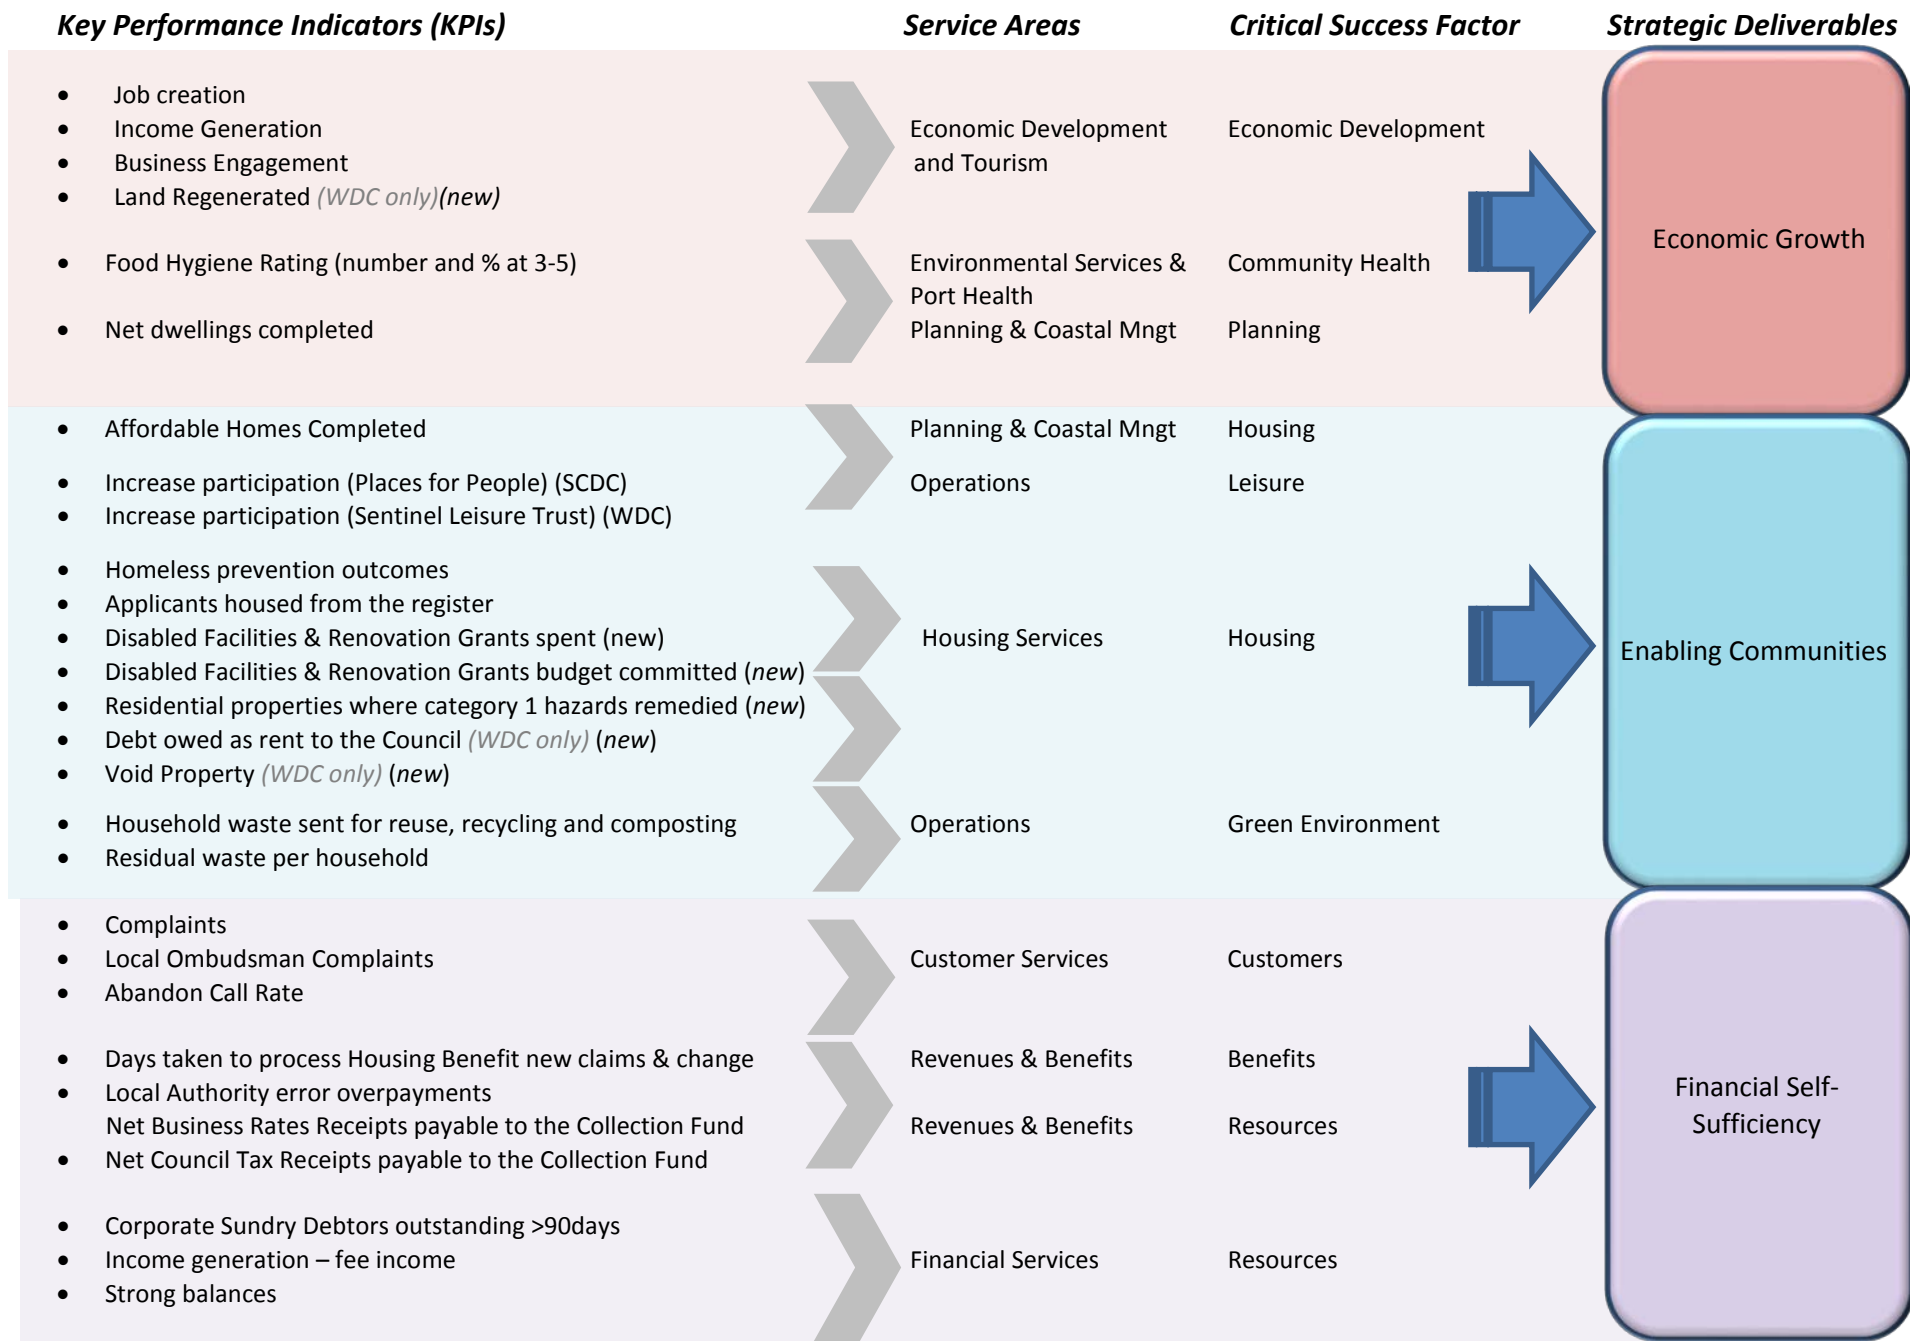 Key Performance Indicators (KPIs) Service Areas Critical Success Factor Strategic Deliverables
• Job creation
• Income Generation Economic Development Economic Development
• Business Engagement and Tourism
• Land Regenerated (WDC only)(new)
Economic Growth
• Food Hygiene Rating (number and % at 3-5) Environmental Services & Community Health
Port Health
• Net dwellings completed Planning & Coastal Mngt Planning
• Affordable Homes Completed Planning & Coastal Mngt Housing
• Increase participation (Places for People) (SCDC) Operations Leisure
• Increase participation (Sentinel Leisure Trust) (WDC)
• Homeless prevention outcomes
• Applicants housed from the register
• Disabled Facilities & Renovation Grants spent (new) Housing Services Housing
Enabling Communities
• Disabled Facilities & Renovation Grants budget committed (new)
• Residential properties where category 1 hazards remedied (new)
• Debt owed as rent to the Council (WDC only) (new)
• Void Property (WDC only) (new)
• Household waste sent for reuse, recycling and composting Operations Green Environment
• Residual waste per household
• Complaints
• Local Ombudsman Complaints Customer Services Customers
• Abandon Call Rate
• Days taken to process Housing Benefit new claims & change Revenues & Benefits Benefits
• Local Authority error overpayments
Financial Self-
Sufficiency
Net Business Rates Receipts payable to the Collection Fund Revenues & Benefits Resources
• Net Council Tax Receipts payable to the Collection Fund
• Corporate Sundry Debtors outstanding >90days
• Income generation – fee income Financial Services Resources
• Strong balances